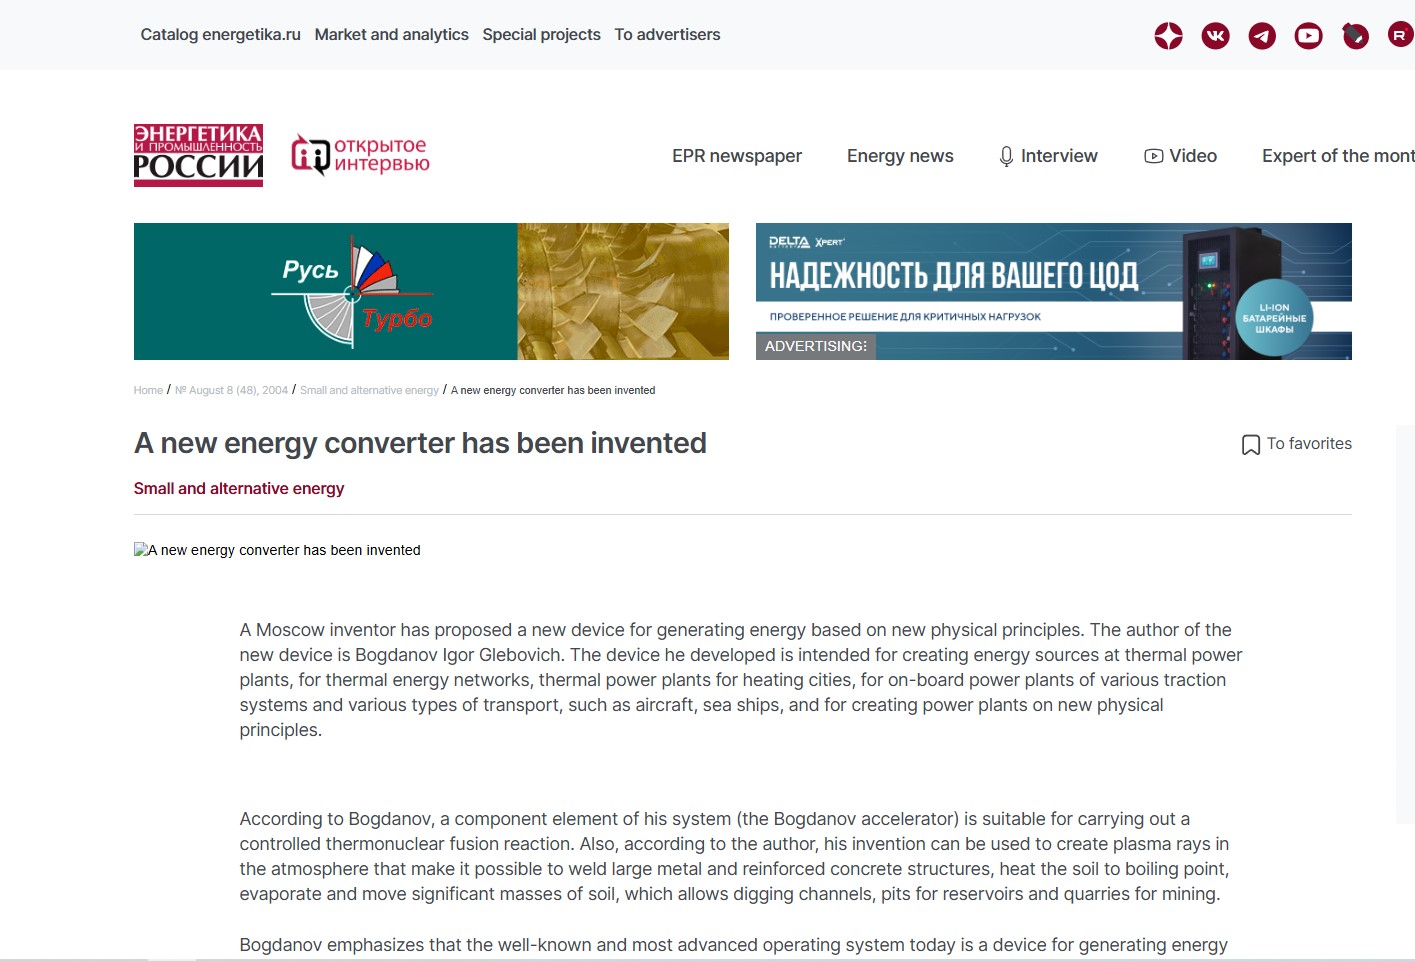 Catalog energetika.ru Market and analytics Special projects To advertisers
ЭНЕРГЕТИКА
И ПРОМЫШЛЕННОСТЬ
РОССИИ
открытое
интервью
EPR newspaper Energy news Interview Video Expert of the mont
Русь
Турбо
DELTA XPERT
BATTERY
НАДЕЖНОСТЬ ДЛЯ ВАШЕГО ЦОД
ПРОВЕРЕННОЕ РЕШЕНИЕ ДЛЯ КРИТИЧНЫХ НАГРУЗОК
LI-ION
БАТАРЕЙНЫЕ
ШКАФЫ
ADVERTISING:
Home / № August 8 (48), 2004 / Small and alternative energy / A new energy converter has been invented
A new energy converter has been invented
To favorites
Small and alternative energy
A new energy converter has been invented
A Moscow inventor has proposed a new device for generating energy based on new physical principles. The author of the
new device is Bogdanov Igor Glebovich. The device he developed is intended for creating energy sources at thermal power
plants, for thermal energy networks, thermal power plants for heating cities, for on-board power plants of various traction
systems and various types of transport, such as aircraft, sea ships, and for creating power plants on new physical
principles.
According to Bogdanov, a component element of his system (the Bogdanov accelerator) is suitable for carrying out a
controlled thermonuclear fusion reaction. Also, according to the author, his invention can be used to create plasma rays in
the atmosphere that make it possible to weld large metal and reinforced concrete structures, heat the soil to boiling point,
evaporate and move significant masses of soil, which allows digging channels, pits for reservoirs and quarries for mining.
Bogdanov emphasizes that the well-known and most advanced operating system today is a device for generating energy